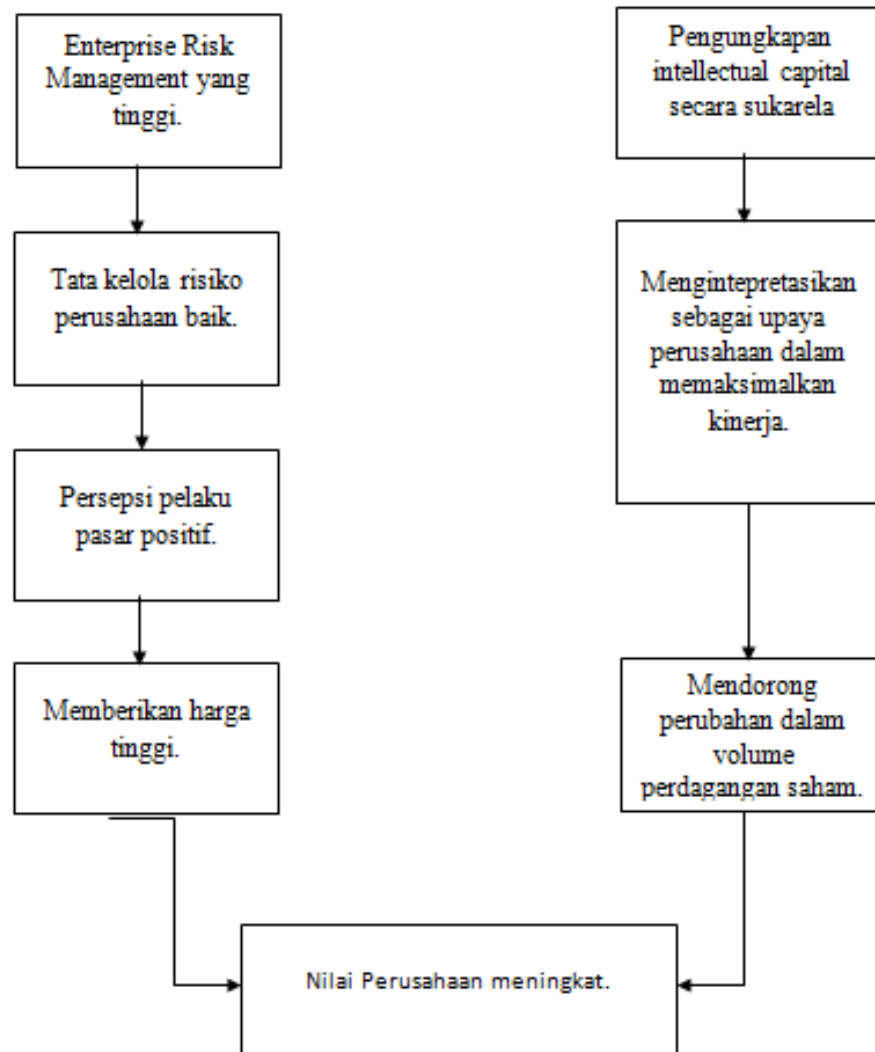 Enterprise Risk
Management yang
tinggi.
Tata kelola risiko
perusahaan baik.
Persepsi pelaku
pasar positif.
Memberikan harga
tinggi.
Pengungkapan
intellectual capital
secara sukarela
Mengintepretasikan
sebagai upaya
perusahaan dalam
memaksimalkan
kinerja.
Mendorong
perubahan dalam
volume
perdagangan saham.
Nilai Perusahaan meningkat.